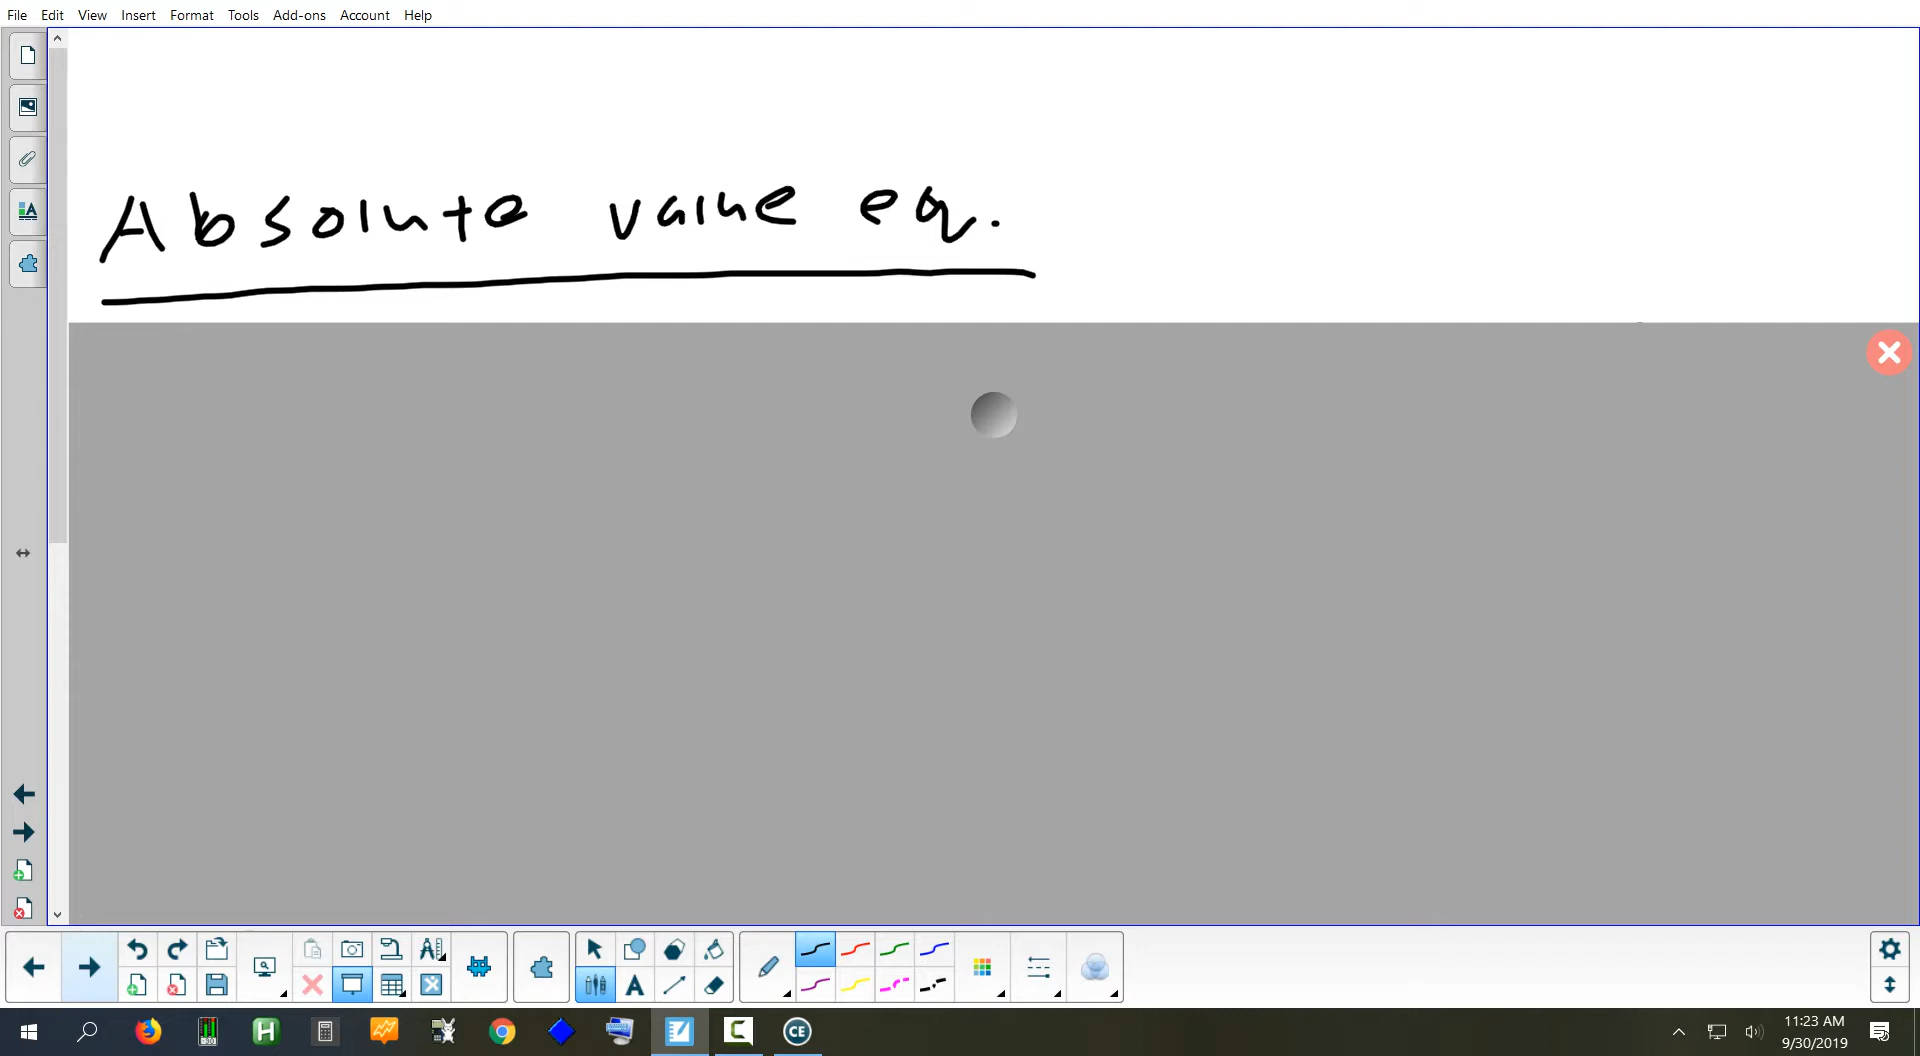 File Edit View Insert Format Tools Add-ons Account Help
Absolute value eq.
11:23 AM
9/30/2019